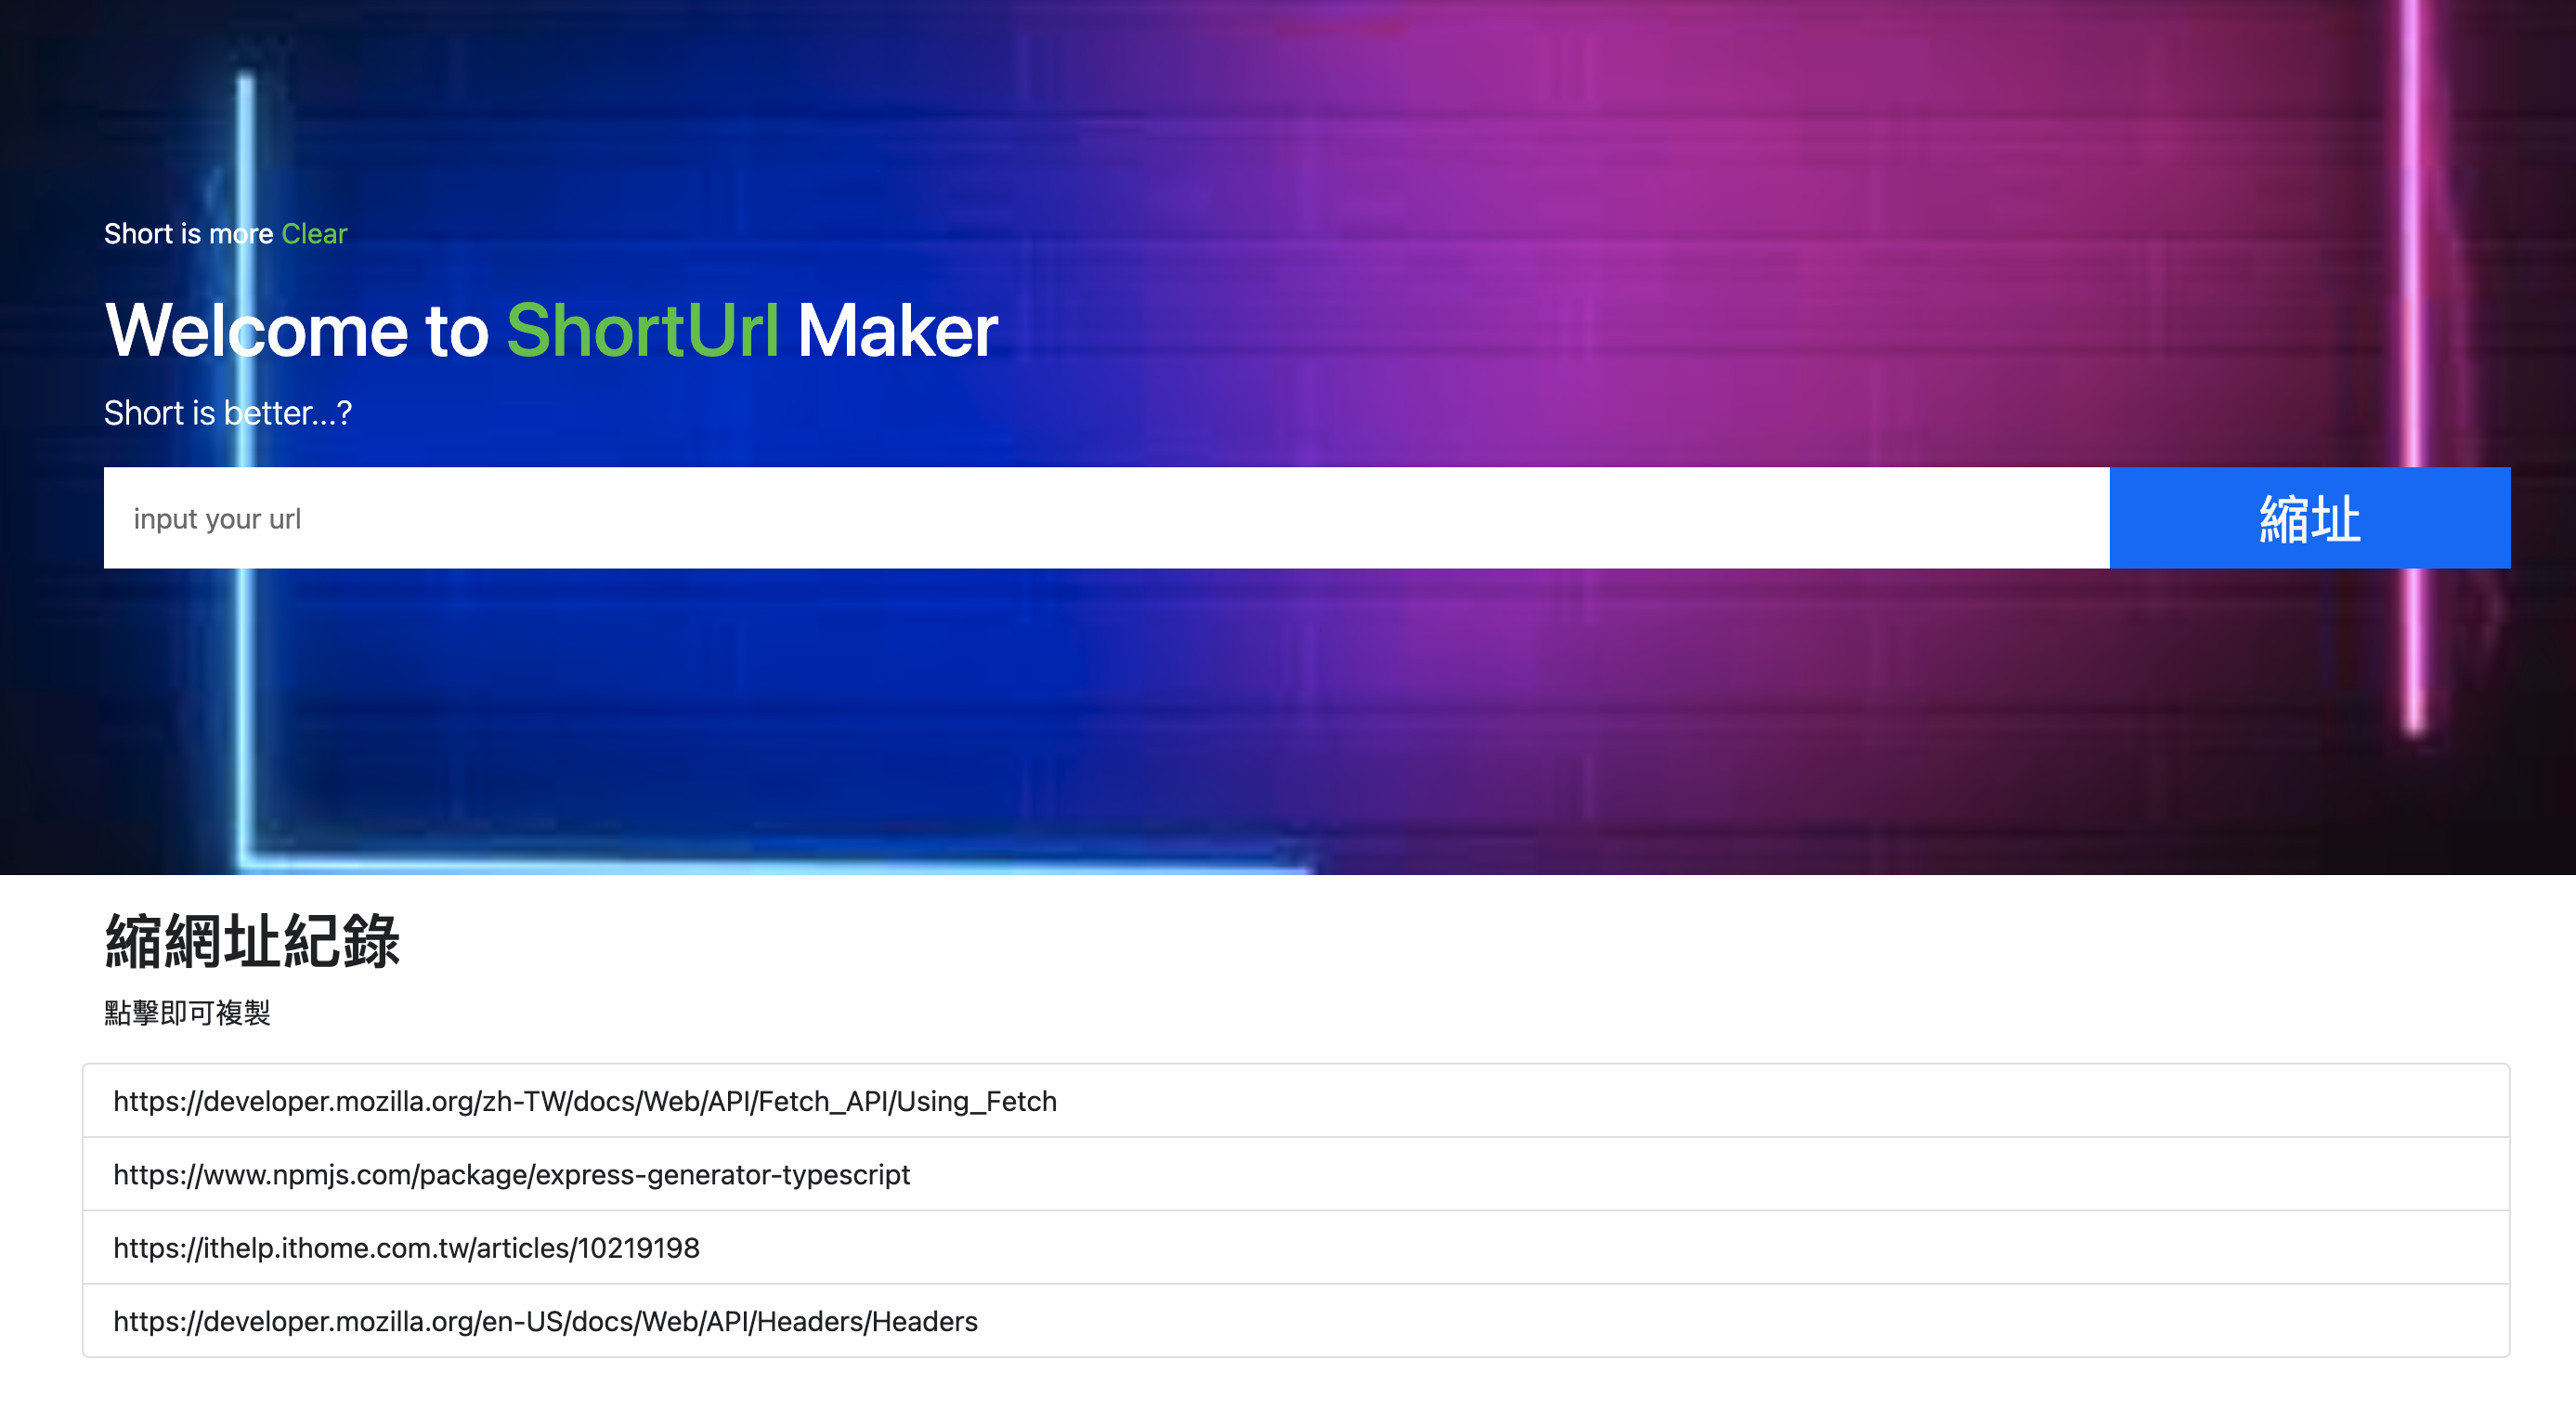 Short is more Clear
Welcome to ShortUrl Maker
Short is better...?
input your url
縮址
縮網址紀錄
點擊即可複製
https://developer.mozilla.org/zh-TW/docs/Web/API/Fetch_API/Using_Fetch
https://www.npmjs.com/package/express-generator-typescript
https://ithelp.ithome.com.tw/articles/10219198
https://developer.mozilla.org/en-US/docs/Web/API/Headers/Headers